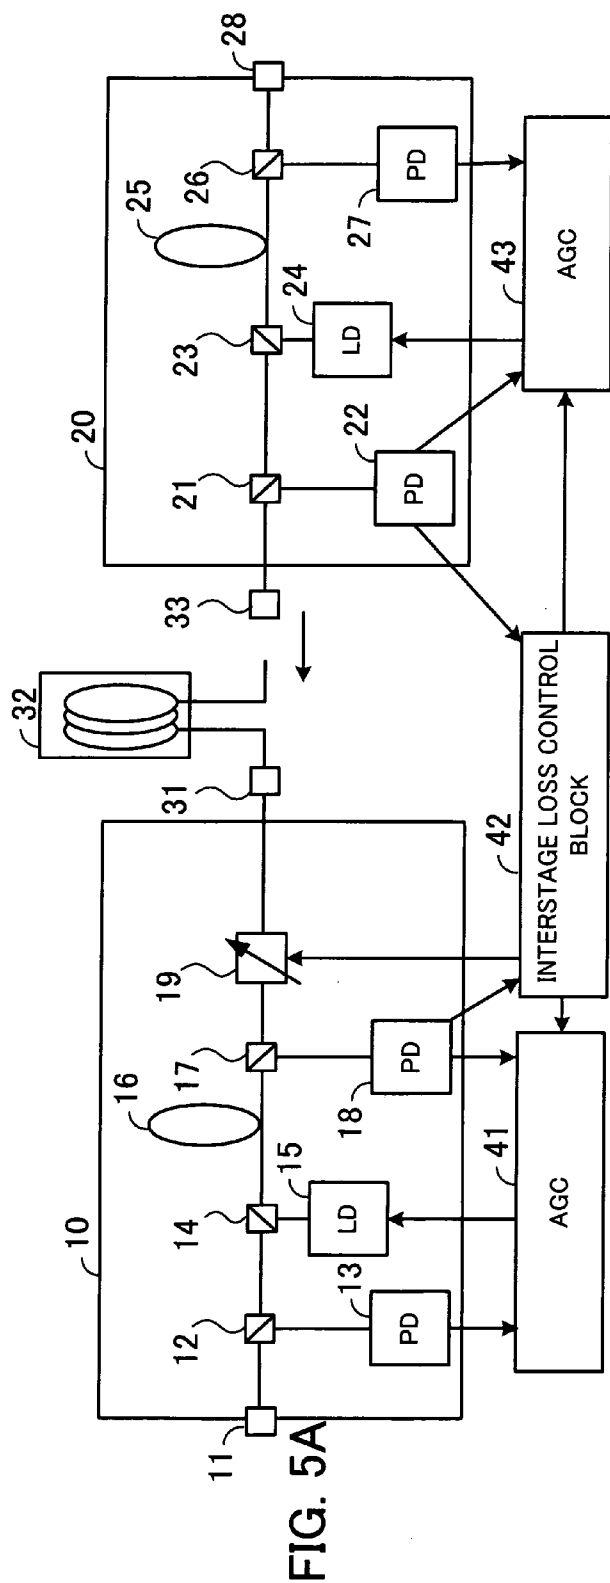 10
20
32
11
12
14
16
17
19
31
33
21
23
25
26
28
13
PD
15
LD
18
PD
22
PD
24
LD
27
PD
41
AGC
42
INTERSTAGE LOSS CONTROL
BLOCK
43
AGC
FIG. 5A